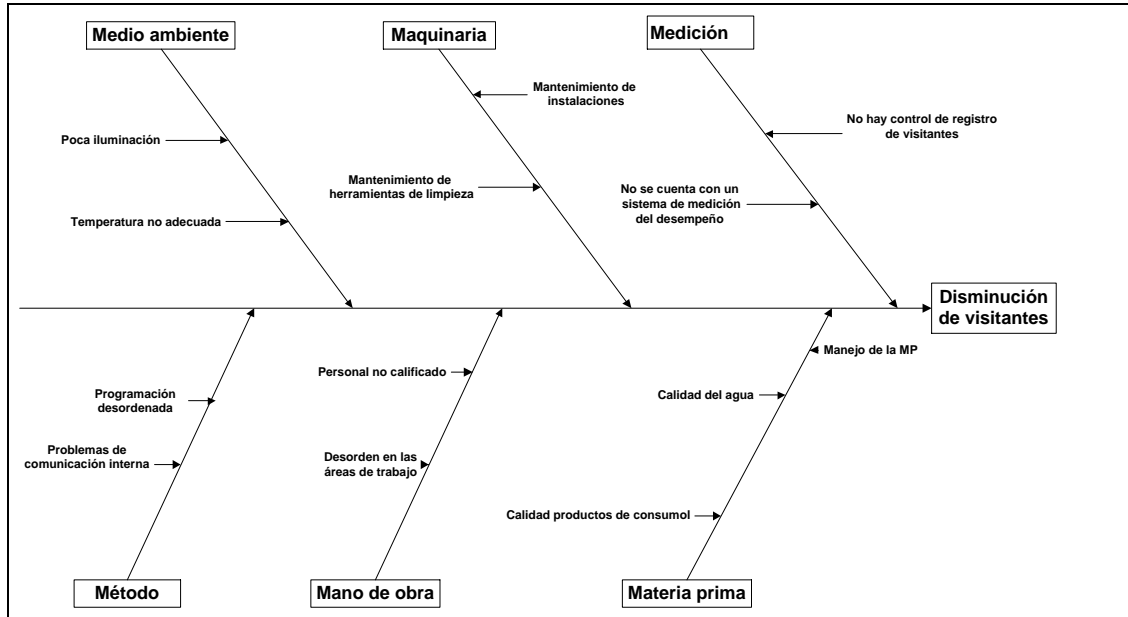 Medio ambiente
Maquinaria
Medición
Mantenimiento de
instalaciones
No hay control de registro
de visitantes
Poca iluminación
Mantenimiento de
herramientas de limpieza
No se cuenta con un
sistema de medición
del desempeño
Temperatura no adecuada
Disminución
de visitantes
Manejo de la MP
Personal no calificado
Calidad del agua
Programación
desordenada
Problemas de
comunicación interna
Desorden en las
áreas de trabajo
Calidad productos de consumol
Método
Mano de obra
Materia prima